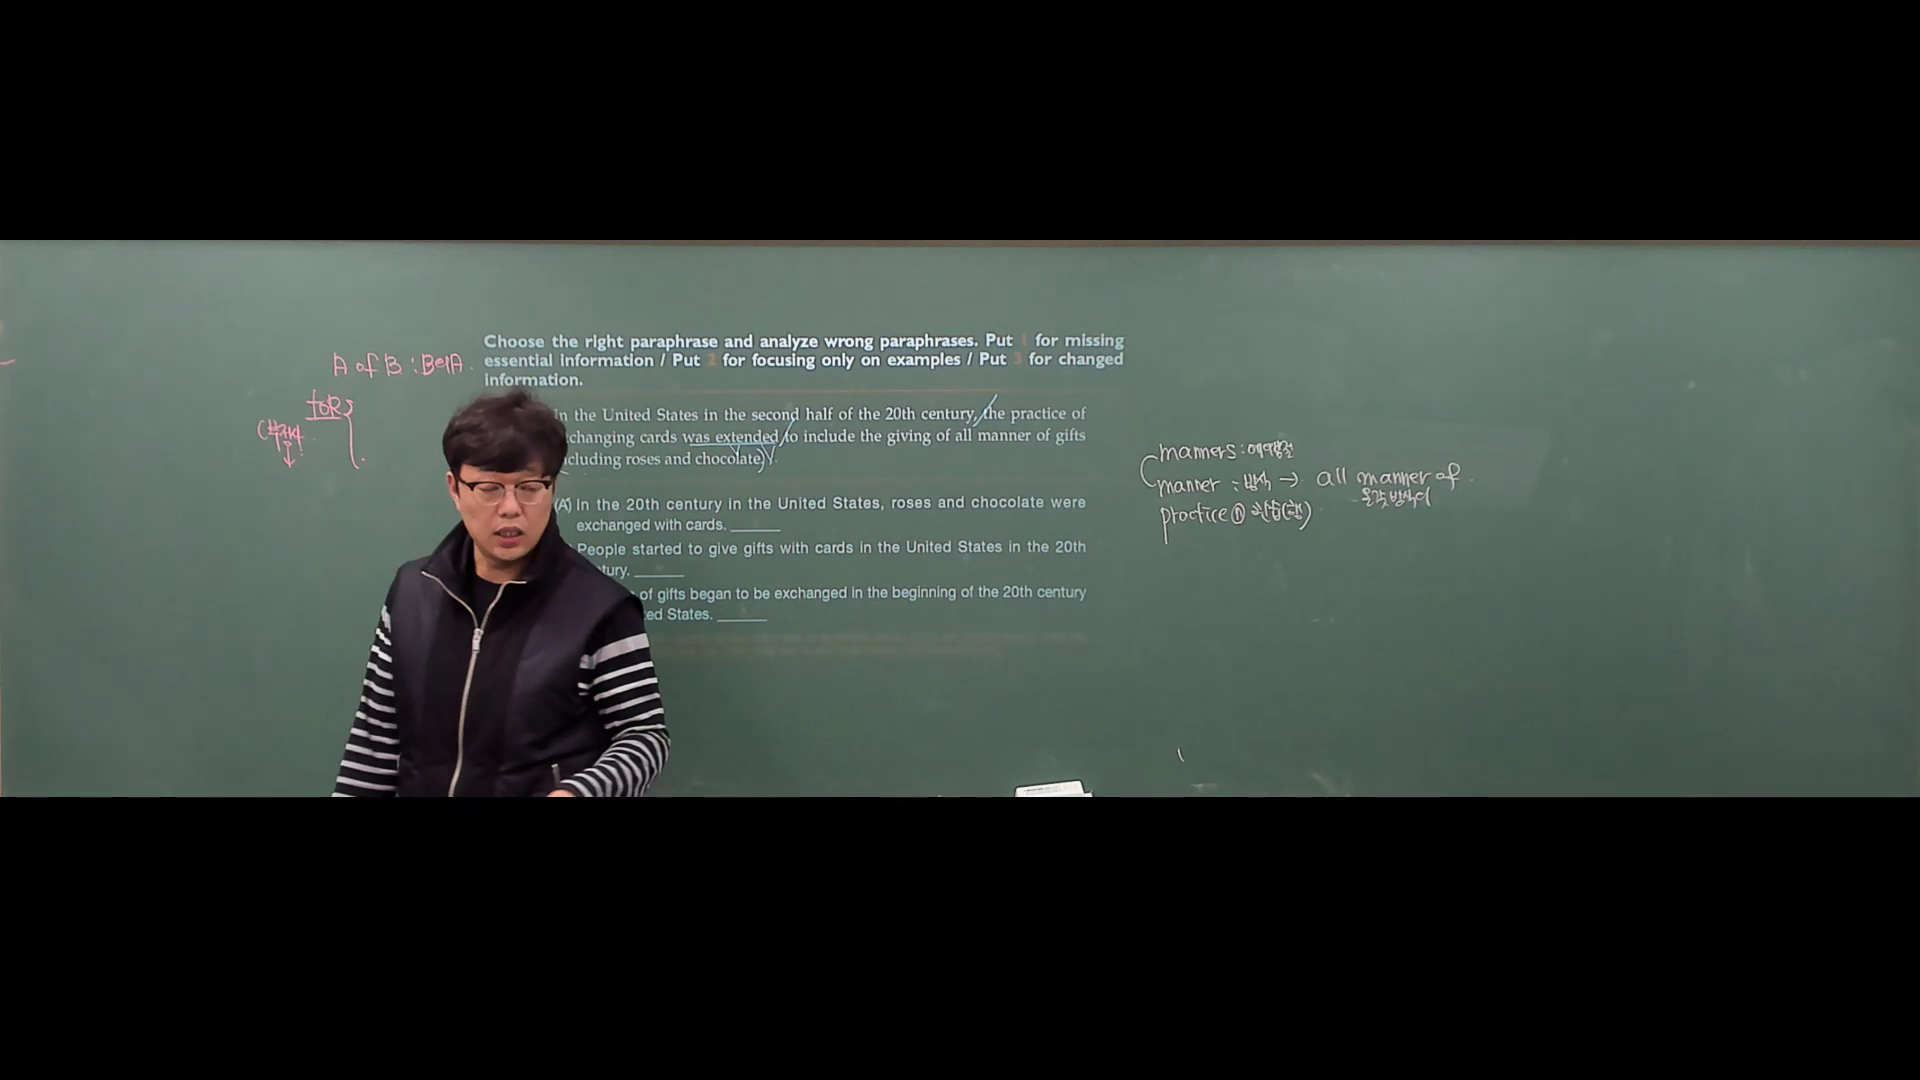 Choose the right paraphrase and analyze wrong paraphrases. Put 1 for missing
essential information / Put 2 for focusing only on examples / Put 3 for changed
information.
In the United States in the second half of the 20th century, the practice of
changing cards was extended to include the giving of all manner of gifts
cluding roses and chocolate.
(A) In the 20th century in the United States, roses and chocolate were
exchanged with cards.
People started to give gifts with cards in the United States in the 20th
tury.
of gifts began to be exchanged in the beginning of the 20th century
ed States.
A of B : B의A
toR
manners : 예의범절
manner : 방식 → all manner of
온갖 방식의
practice ⓝ 관습(행)